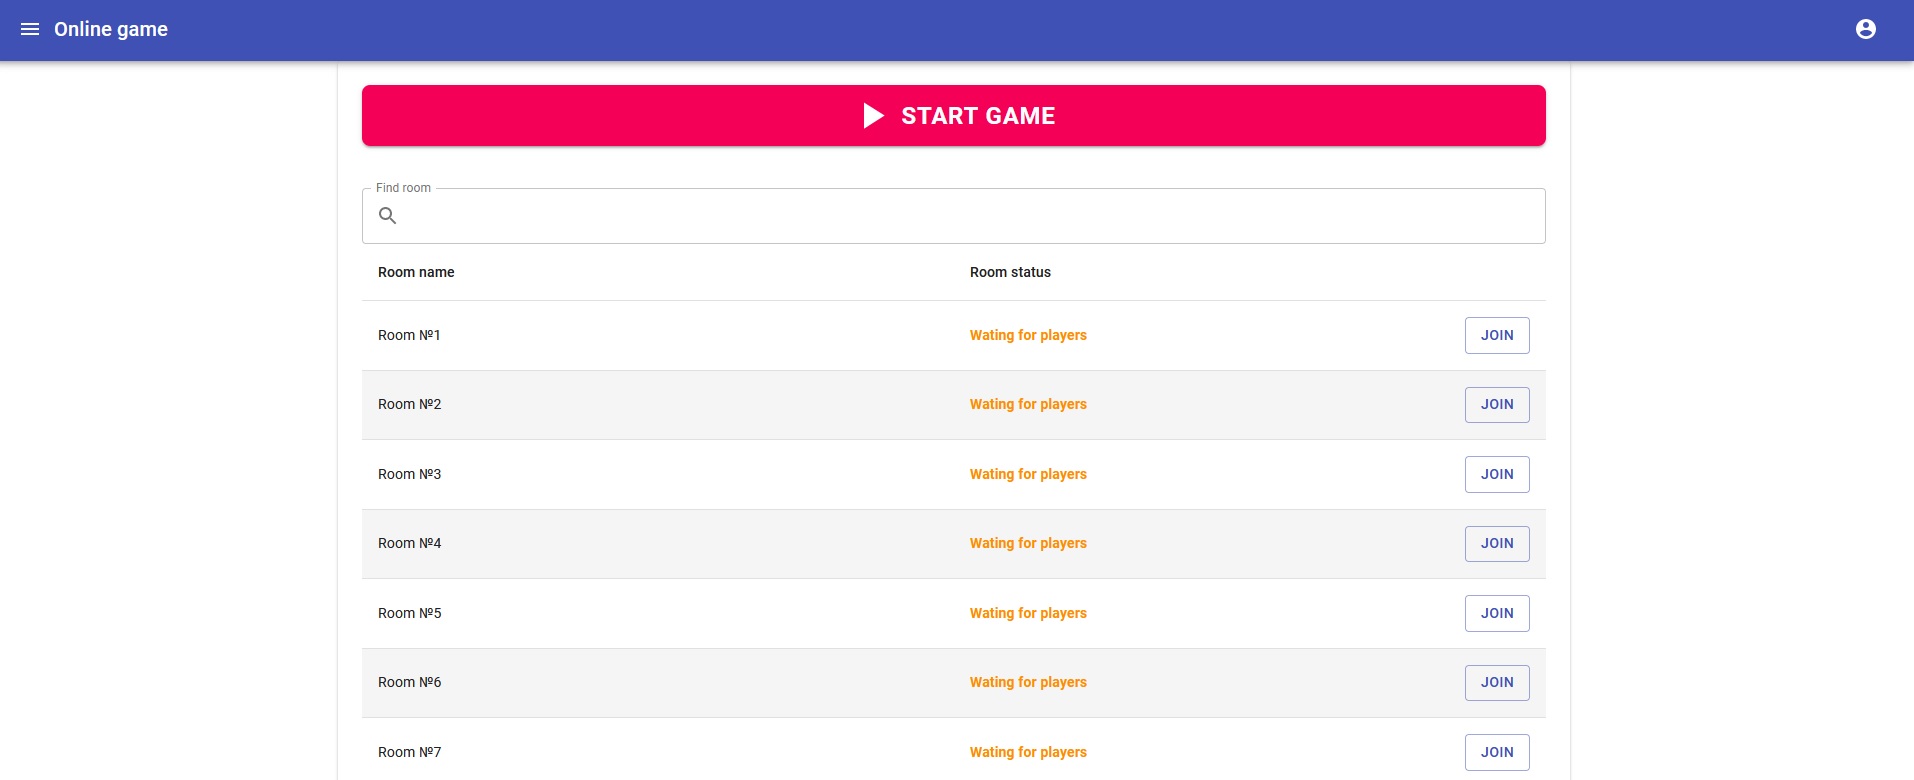 Online game
START GAME
Find room
Room name Room status
Room №1 Wating for players JOIN
Room №2 Wating for players JOIN
Room №3 Wating for players JOIN
Room №4 Wating for players JOIN
Room №5 Wating for players JOIN
Room №6 Wating for players JOIN
Room №7 Wating for players JOIN